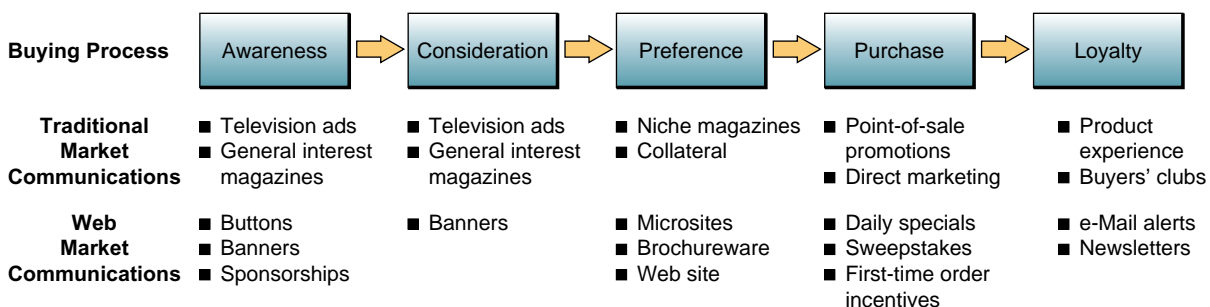 Buying Process
Awareness
Consideration
Preference
Purchase
Loyalty
Traditional
Market
Communications
■ Television ads
■ General interest
magazines
■ Television ads
■ General interest
magazines
■ Niche magazines
■ Collateral
■ Point-of-sale
promotions
■ Direct marketing
■ Product
experience
■ Buyers’ clubs
Web
Market
Communications
■ Buttons
■ Banners
■ Sponsorships
■ Banners
■ Microsites
■ Brochureware
■ Web site
■ Daily specials
■ Sweepstakes
■ First-time order
incentives
■ e-Mail alerts
■ Newsletters